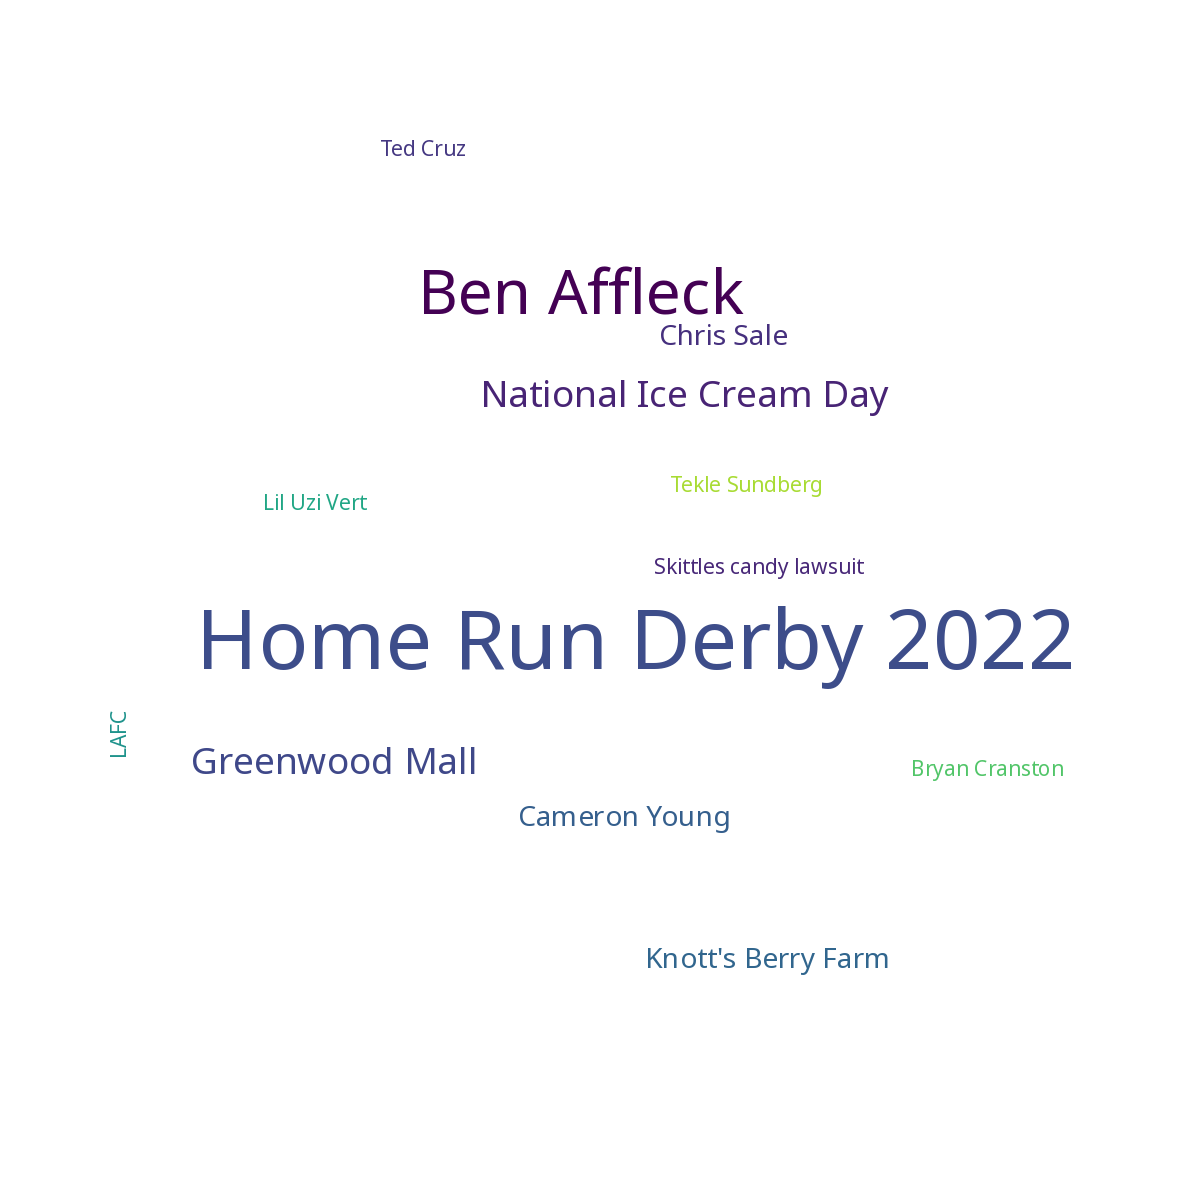 Ted Cruz
Ben Affleck
Chris Sale
National Ice Cream Day
Tekle Sundberg
Lil Uzi Vert
Skittles candy lawsuit
Home Run Derby 2022
LAFC
Greenwood Mall
Bryan Cranston
Cameron Young
Knott's Berry Farm